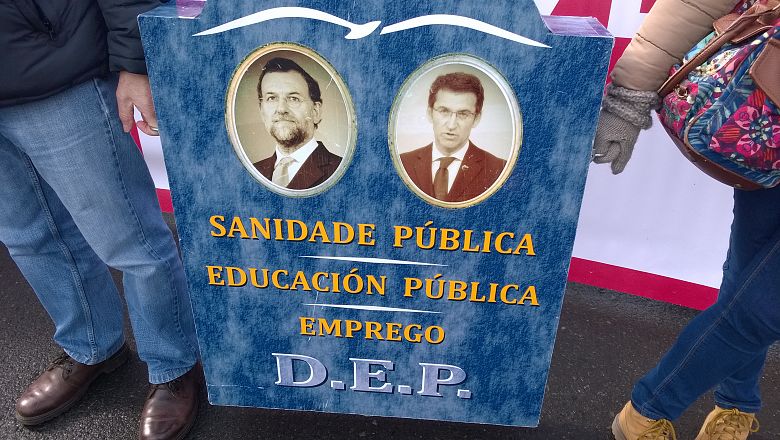 SANIDADE PÚBLICA
EDUCACIÓN PÚBLICA
EMPREGO
D.E.P.